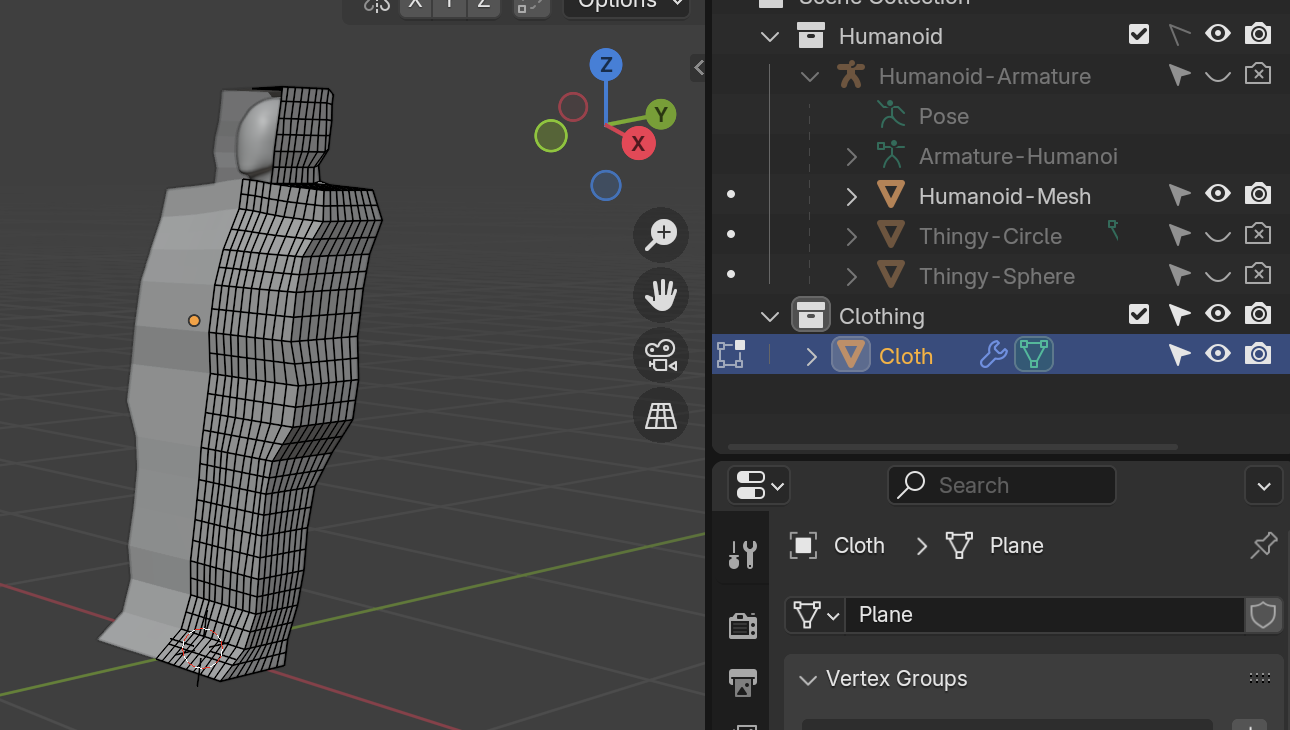 X Y Z Options
Scene Collection
Humanoid
Z
Humanoid-Armature
Y
Pose
X
Armature-Humanoi
Humanoid-Mesh
Thingy-Circle
Thingy-Sphere
Clothing
Cloth
Search
Cloth > Plane
Plane
Vertex Groups